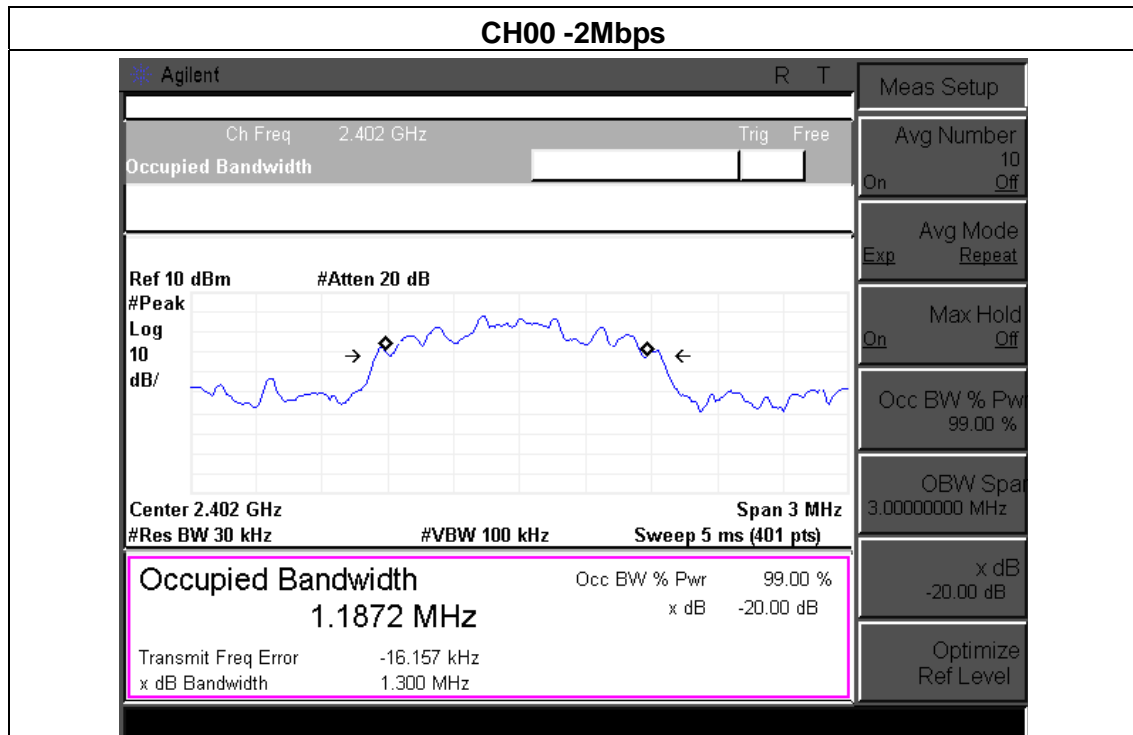 CH00 -2Mbps
Agilent R T
Ch Freq 2.402 GHz Trig Free
Occupied Bandwidth
Ref 10 dBm #Atten 20 dB
#Peak
Log
10
dB/
Center 2.402 GHz Span 3 MHz
#Res BW 30 kHz #VBW 100 kHz Sweep 5 ms (401 pts)
Occupied Bandwidth Occ BW % Pwr 99.00 %
1.1872 MHz x dB -20.00 dB
Transmit Freq Error -16.157 kHz
x dB Bandwidth 1.300 MHz
Meas Setup
Avg Number
10
On Off
Avg Mode
Exp Repeat
Max Hold
On Off
Occ BW % Pw
99.00 %
OBW Spa
3.00000000 MHz
x dB
-20.00 dB
Optimize
Ref Level